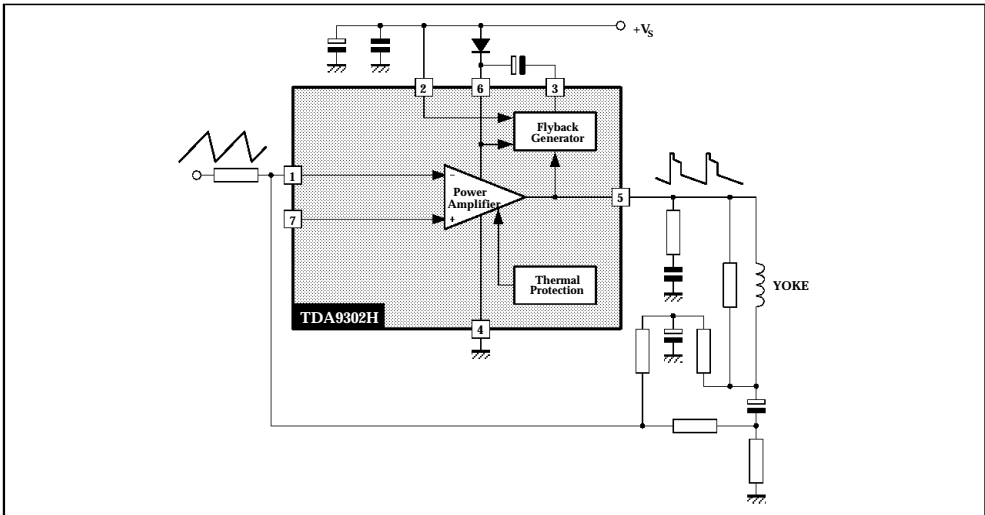 +VS
2
6
3
Flyback
Generator
1
−
Power
Amplifier
5
7
+
YOKE
Thermal
Protection
TDA9302H
4